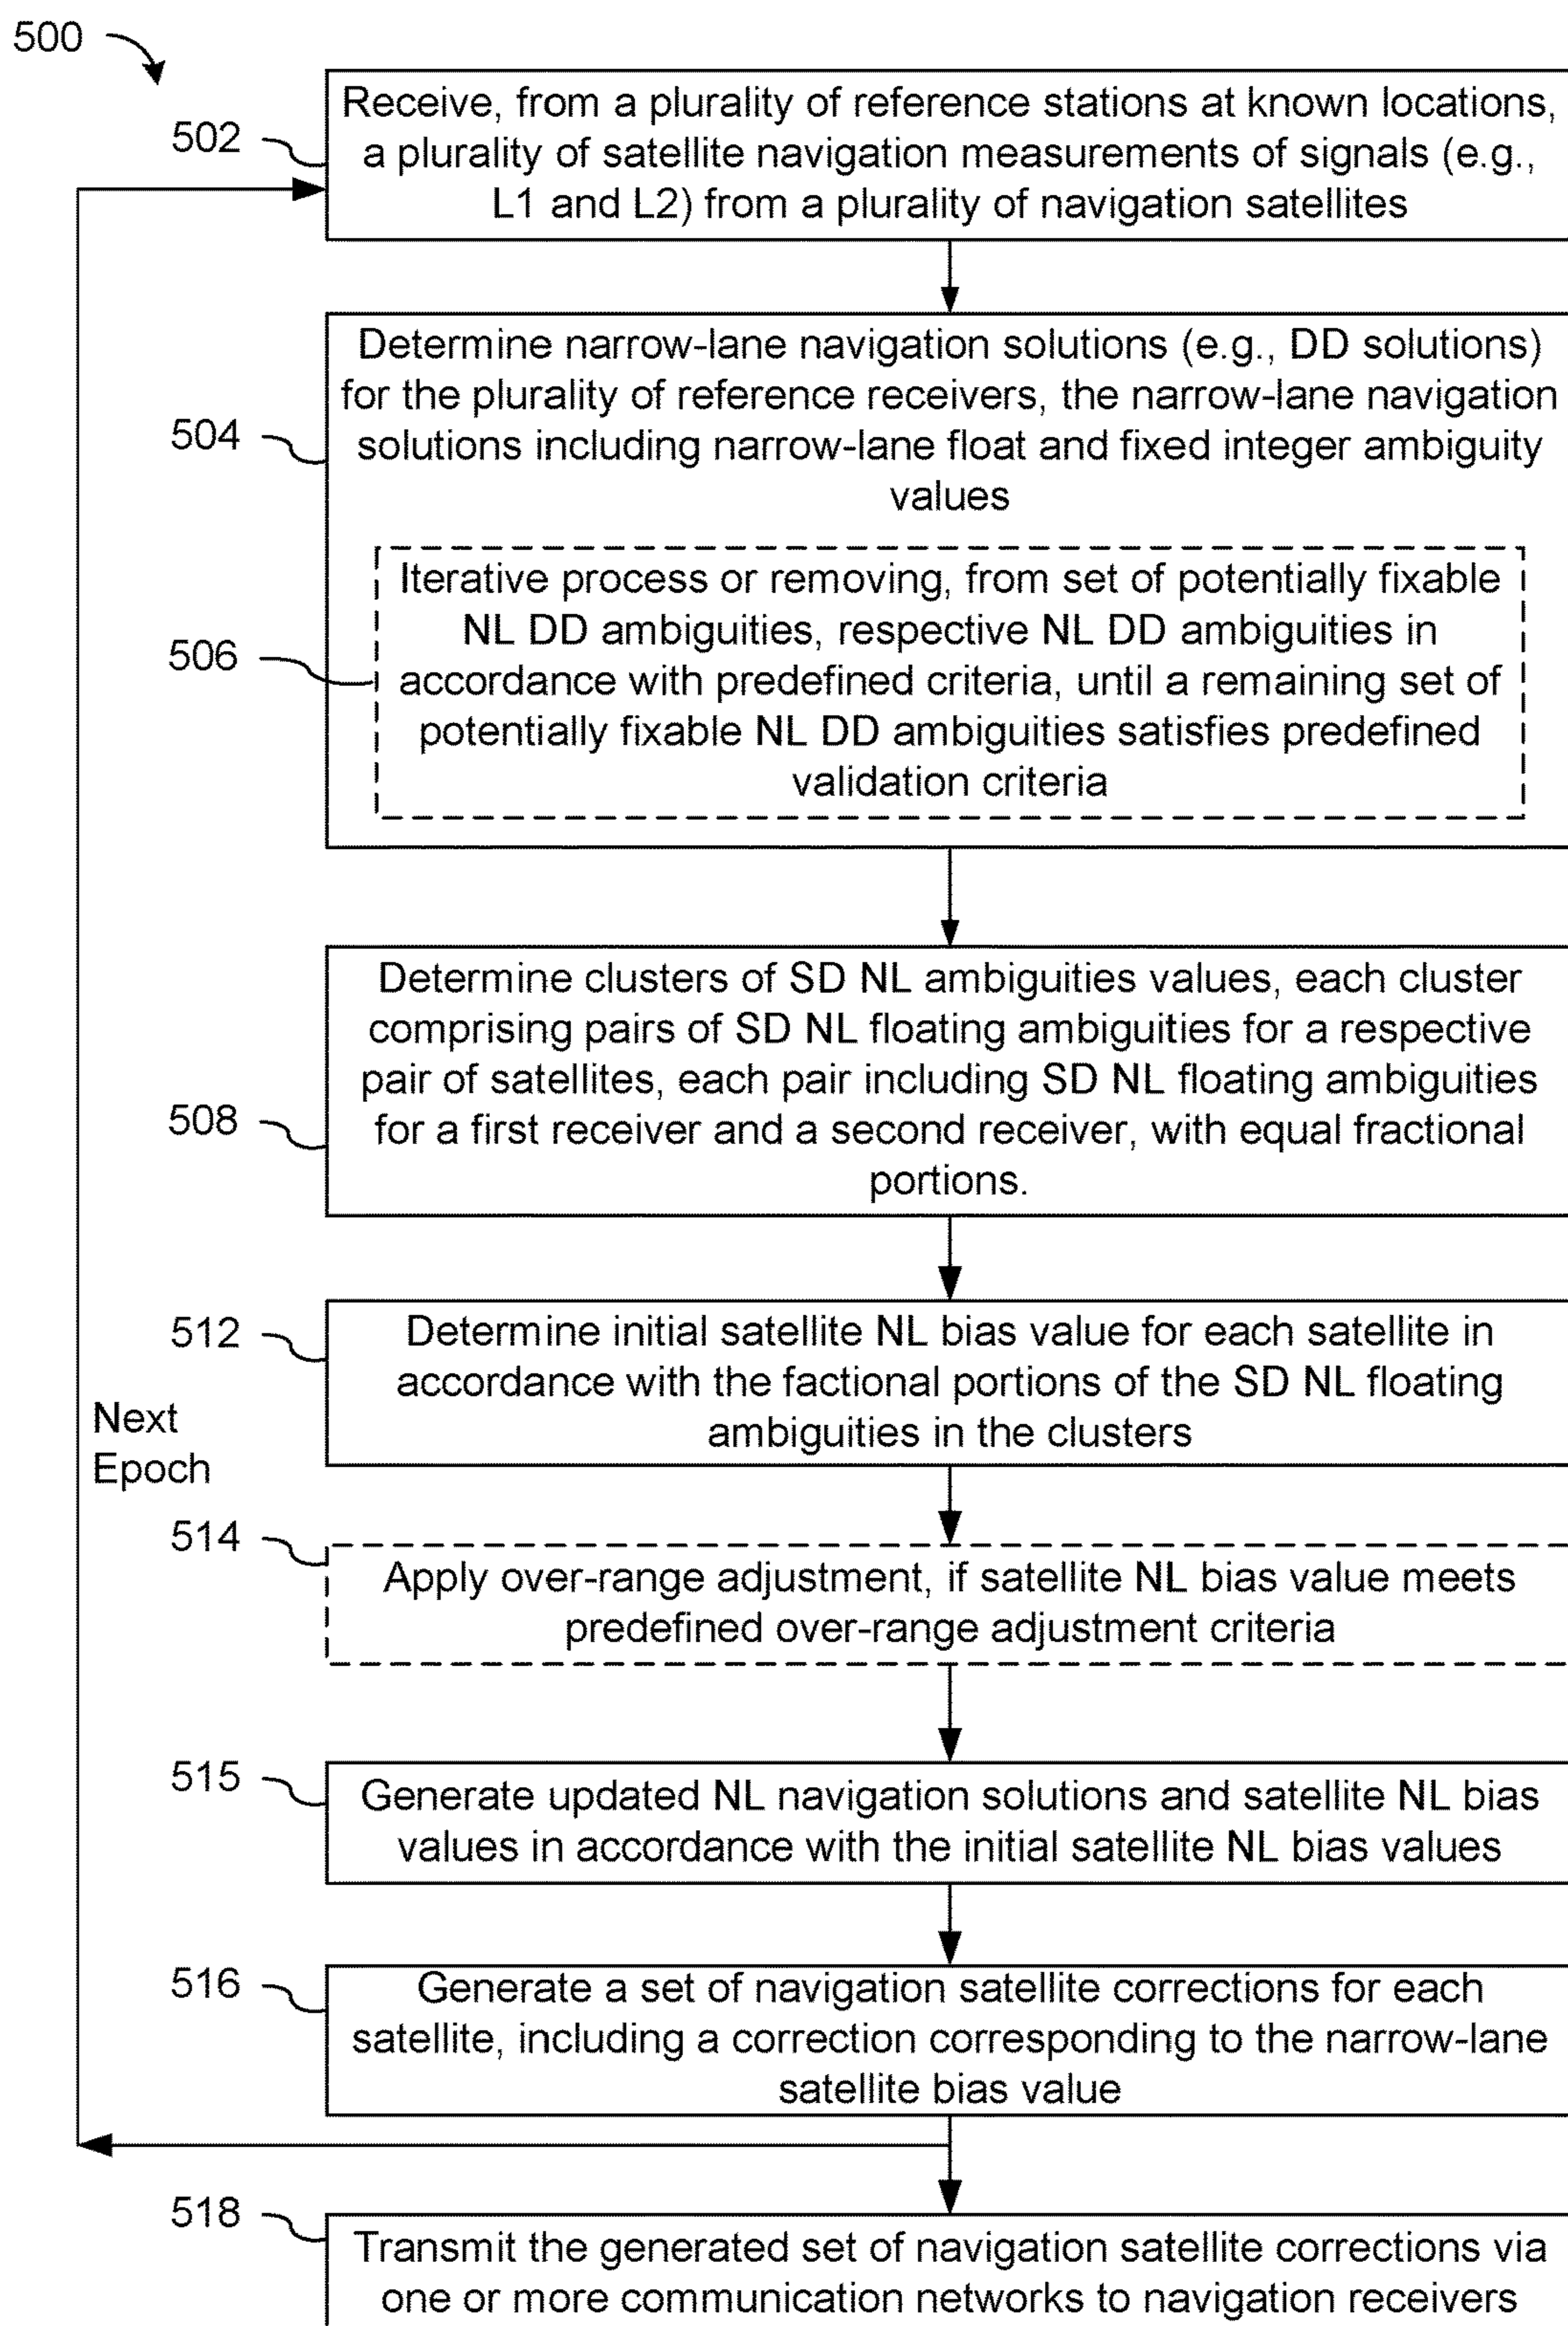 500
502
Receive, from a plurality of reference stations at known locations,
a plurality of satellite navigation measurements of signals (e.g.,
L1 and L2) from a plurality of navigation satellites
504
Determine narrow-lane navigation solutions (e.g., DD solutions)
for the plurality of reference receivers, the narrow-lane navigation
solutions including narrow-lane float and fixed integer ambiguity
values
506
Iterative process or removing, from set of potentially fixable
NL DD ambiguities, respective NL DD ambiguities in
accordance with predefined criteria, until a remaining set of
potentially fixable NL DD ambiguities satisfies predefined
validation criteria
508
Determine clusters of SD NL ambiguities values, each cluster
comprising pairs of SD NL floating ambiguities for a respective
pair of satellites, each pair including SD NL floating ambiguities
for a first receiver and a second receiver, with equal fractional
portions.
512
Determine initial satellite NL bias value for each satellite in
accordance with the factional portions of the SD NL floating
ambiguities in the clusters
Next
Epoch
514
Apply over-range adjustment, if satellite NL bias value meets
predefined over-range adjustment criteria
515
Generate updated NL navigation solutions and satellite NL bias
values in accordance with the initial satellite NL bias values
516
Generate a set of navigation satellite corrections for each
satellite, including a correction corresponding to the narrow-lane
satellite bias value
518
Transmit the generated set of navigation satellite corrections via
one or more communication networks to navigation receivers